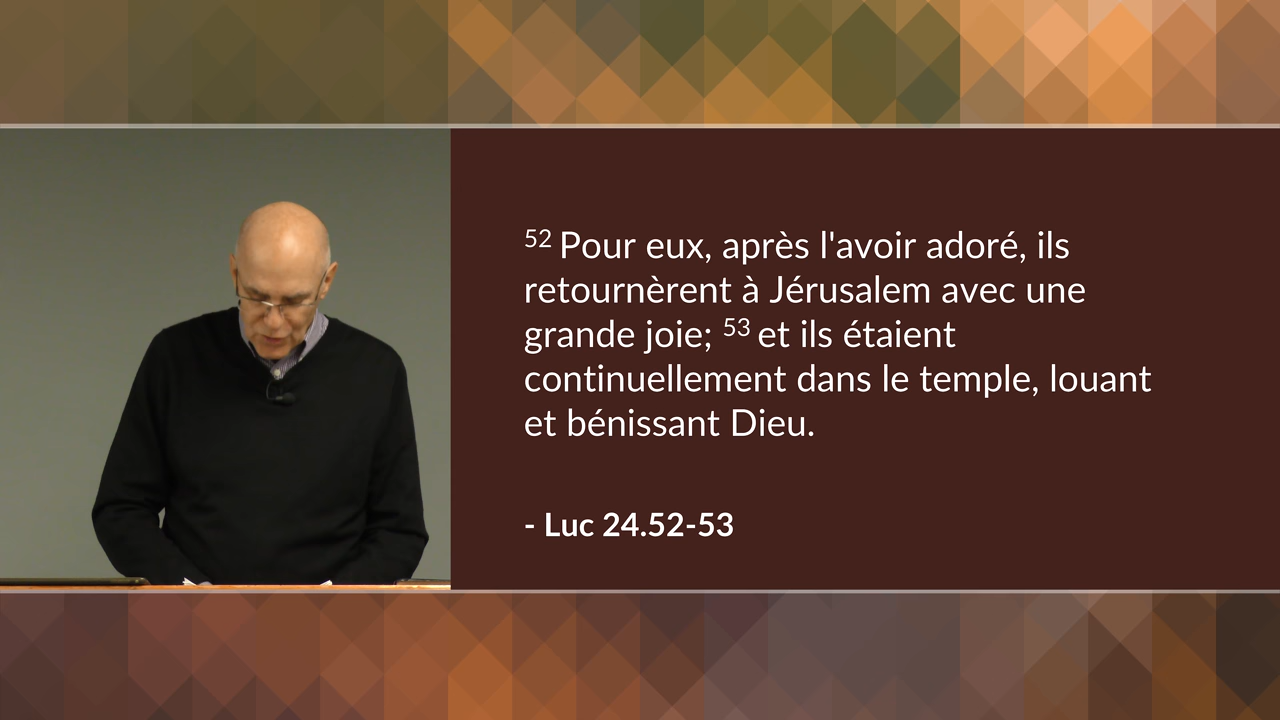 52 Pour eux, après l'avoir adoré, ils
retournèrent à Jérusalem avec une
grande joie; 53 et ils étaient
continuellement dans le temple, louant
et bénissant Dieu.
- Luc 24.52-53